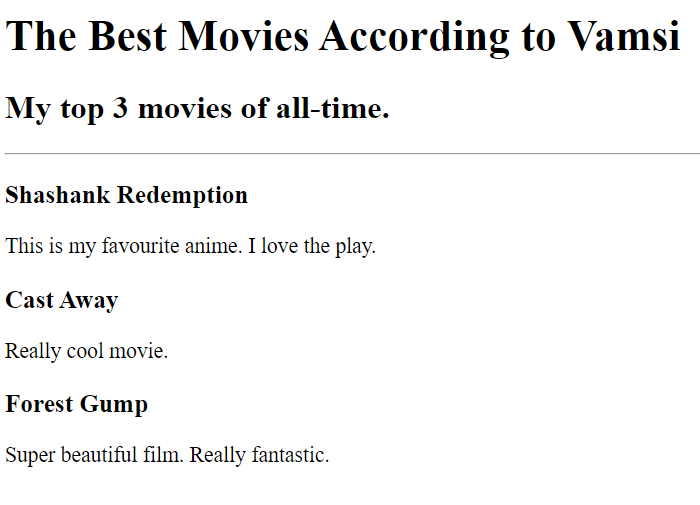 The Best Movies According to Vamsi
My top 3 movies of all-time.
Shashank Redemption
This is my favourite anime. I love the play.
Cast Away
Really cool movie.
Forest Gump
Super beautiful film. Really fantastic.